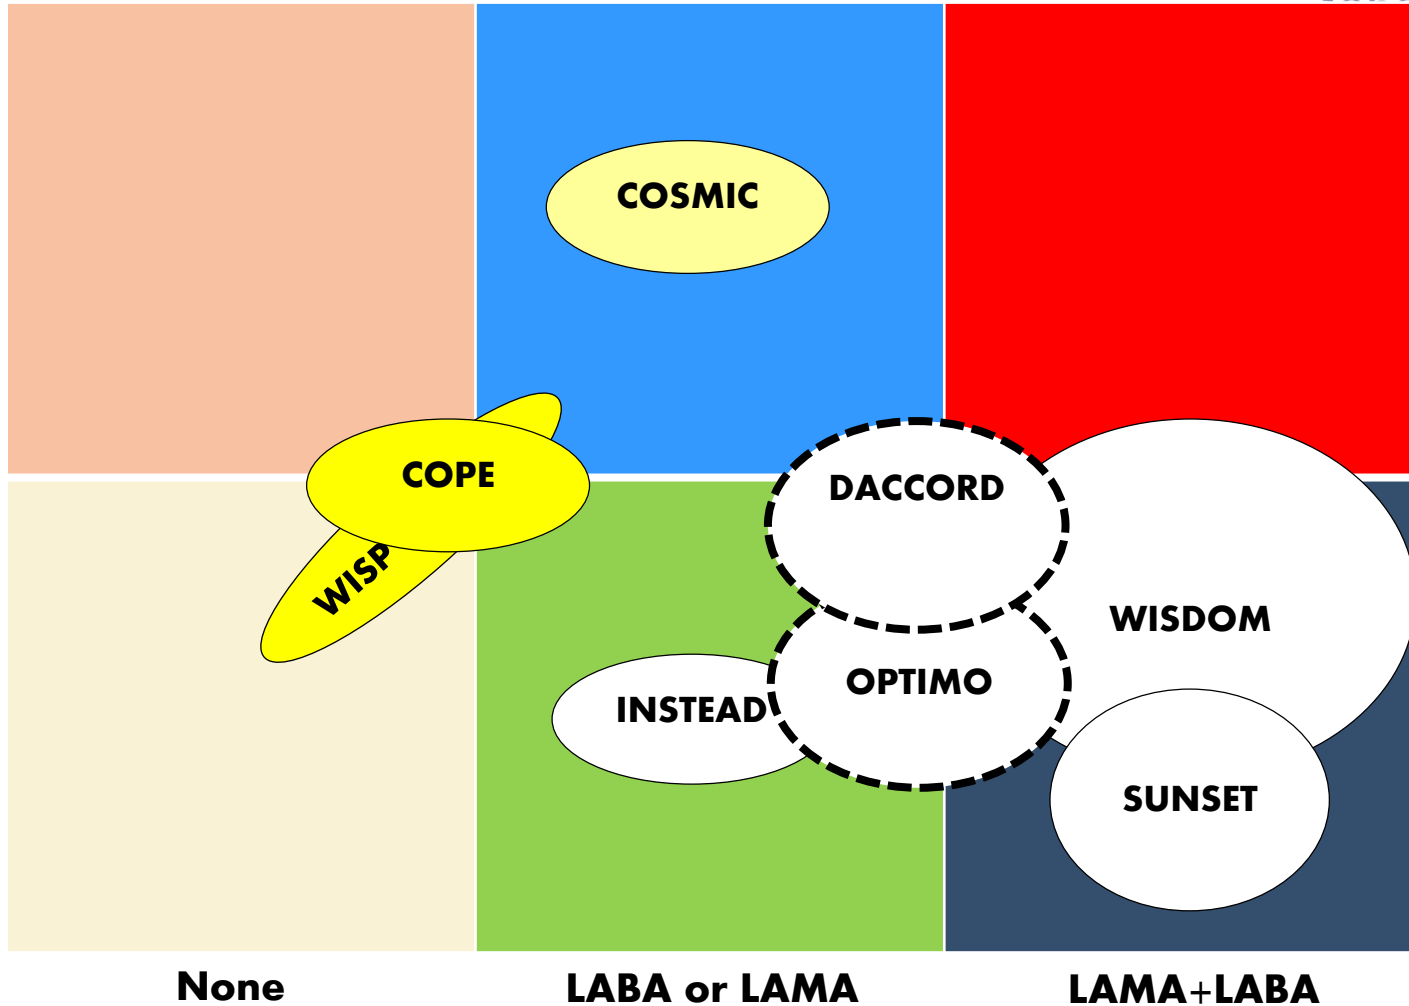 COSMIC
COPE
DACCORD
WISP
WISDOM
OPTIMO
INSTEAD
SUNSET
None
LABA or LAMA
LAMA+LABA